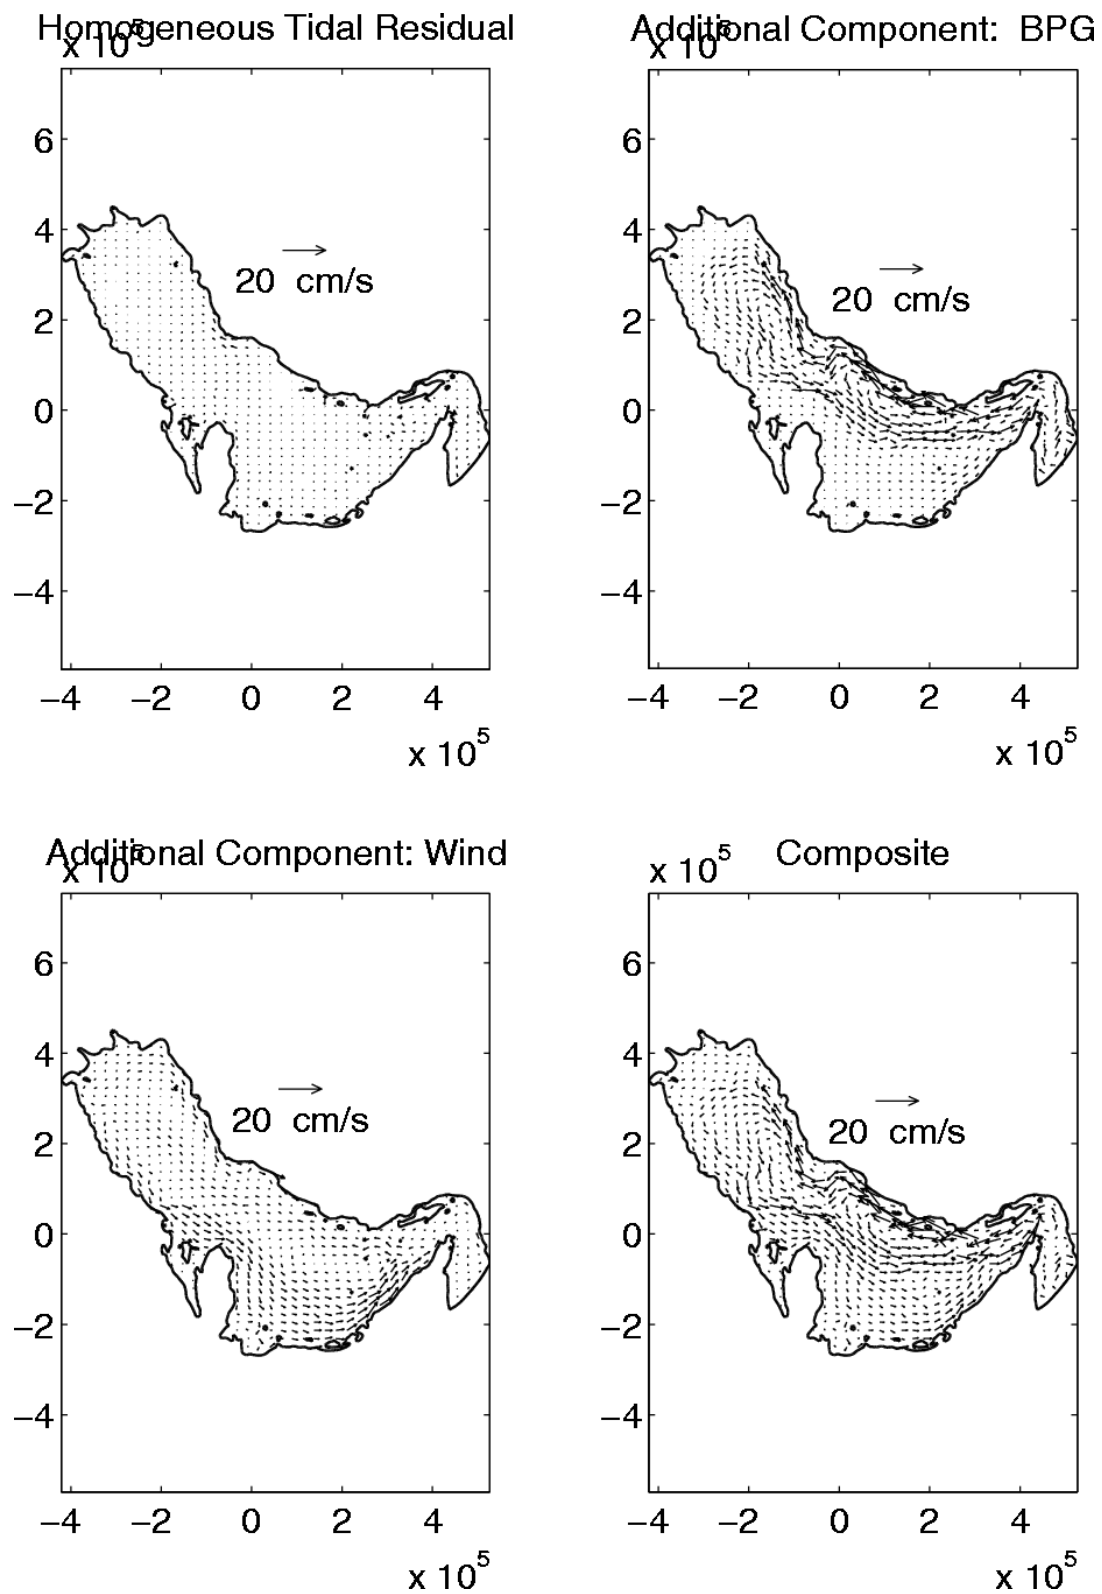 Homogeneous Tidal Residual
x 10^5
6
4
2
0
−2
−4
20 cm/s
−4 −2 0 2 4
x 10^5
Additional Component: BPG
x 10^5
6
4
2
0
−2
−4
20 cm/s
−4 −2 0 2 4
x 10^5
Additional Component: Wind
x 10^5
6
4
2
0
−2
−4
20 cm/s
−4 −2 0 2 4
x 10^5
Composite
x 10^5
6
4
2
0
−2
−4
20 cm/s
−4 −2 0 2 4
x 10^5